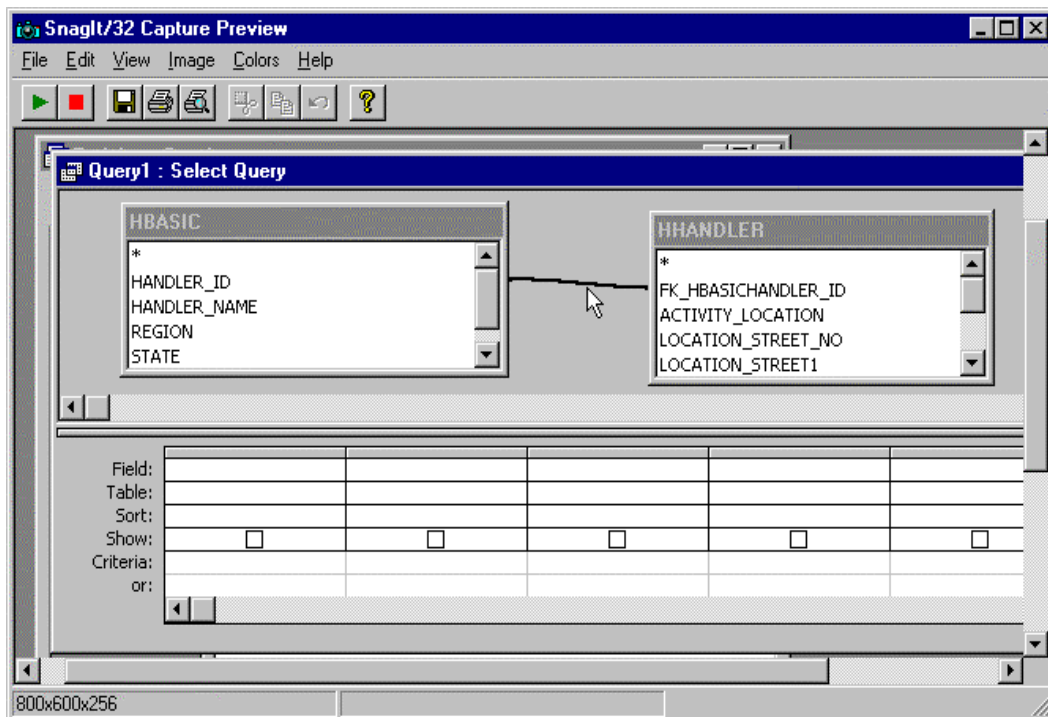 SnagIt/32 Capture Preview
File Edit View Image Colors Help
Query1 : Select Query
HBASIC
*
HANDLER_ID
HANDLER_NAME
REGION
STATE
HHANDLER
*
FK_HBASICHANDLER_ID
ACTIVITY_LOCATION
LOCATION_STREET_NO
LOCATION_STREET1
Field:
Table:
Sort:
Show:
Criteria:
or:
800x600x256